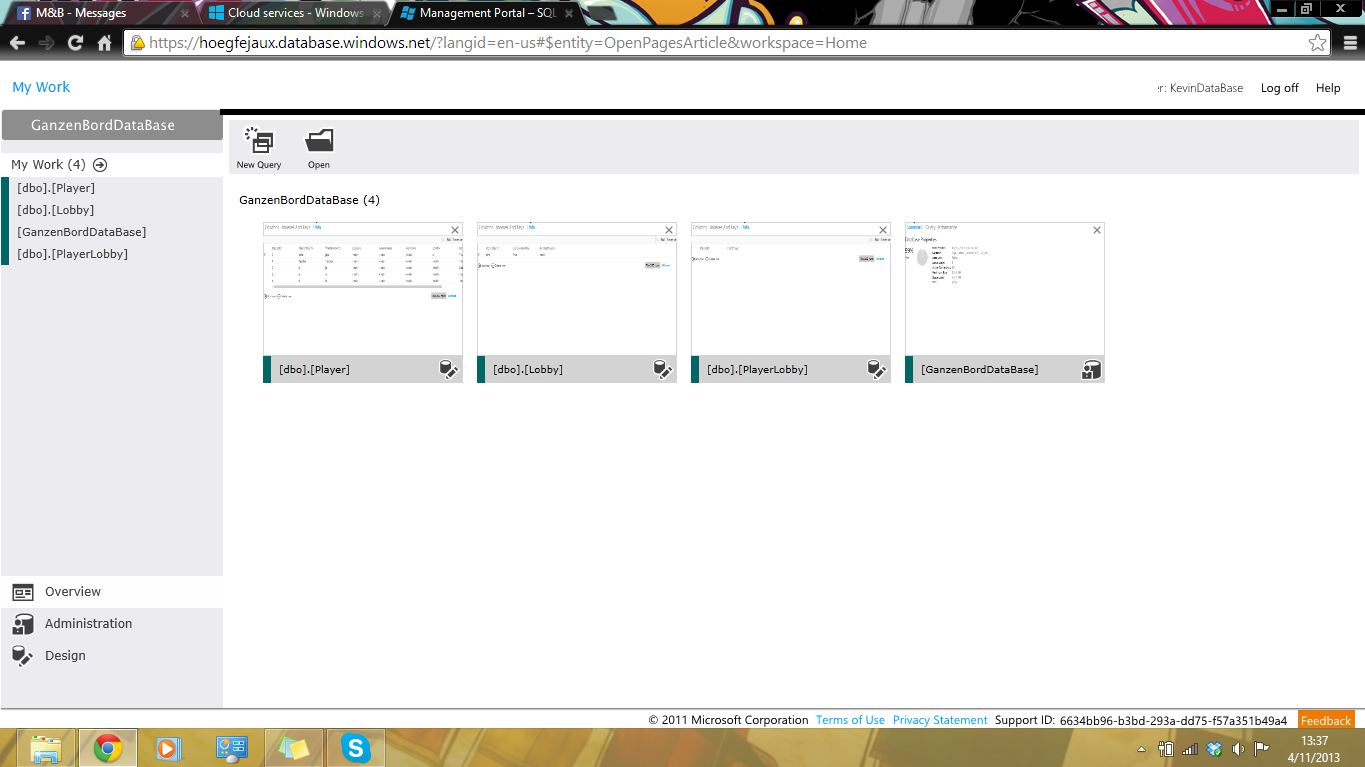 M&B - Messages
Cloud services - Windows
Management Portal – SQL
https://hoegfejaux.database.windows.net/?langid=en-us#$entity=OpenPagesArticle&workspace=Home
My Work
r: KevinDataBase
Log off
Help
GanzenBordDataBase
My Work (4)
[dbo].[Player]
[dbo].[Lobby]
[GanzenBordDataBase]
[dbo].[PlayerLobby]
New Query
Open
GanzenBordDataBase (4)
[dbo].[Player]
[dbo].[Lobby]
[dbo].[PlayerLobby]
[GanzenBordDataBase]
Overview
Administration
Design
© 2011 Microsoft Corporation Terms of Use Privacy Statement Support ID: 6634bb96-b3bd-293a-dd75-f57a351b49a4 Feedback
13:37
4/11/2013